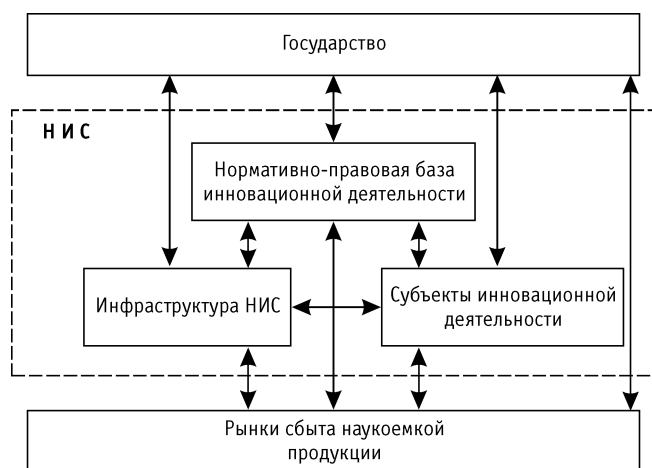 Государство
НИС
Нормативно-правовая база
инновационной деятельности
Инфраструктура НИС
Субъекты инновационной
деятельности
Рынки сбыта наукоемкой
продукции